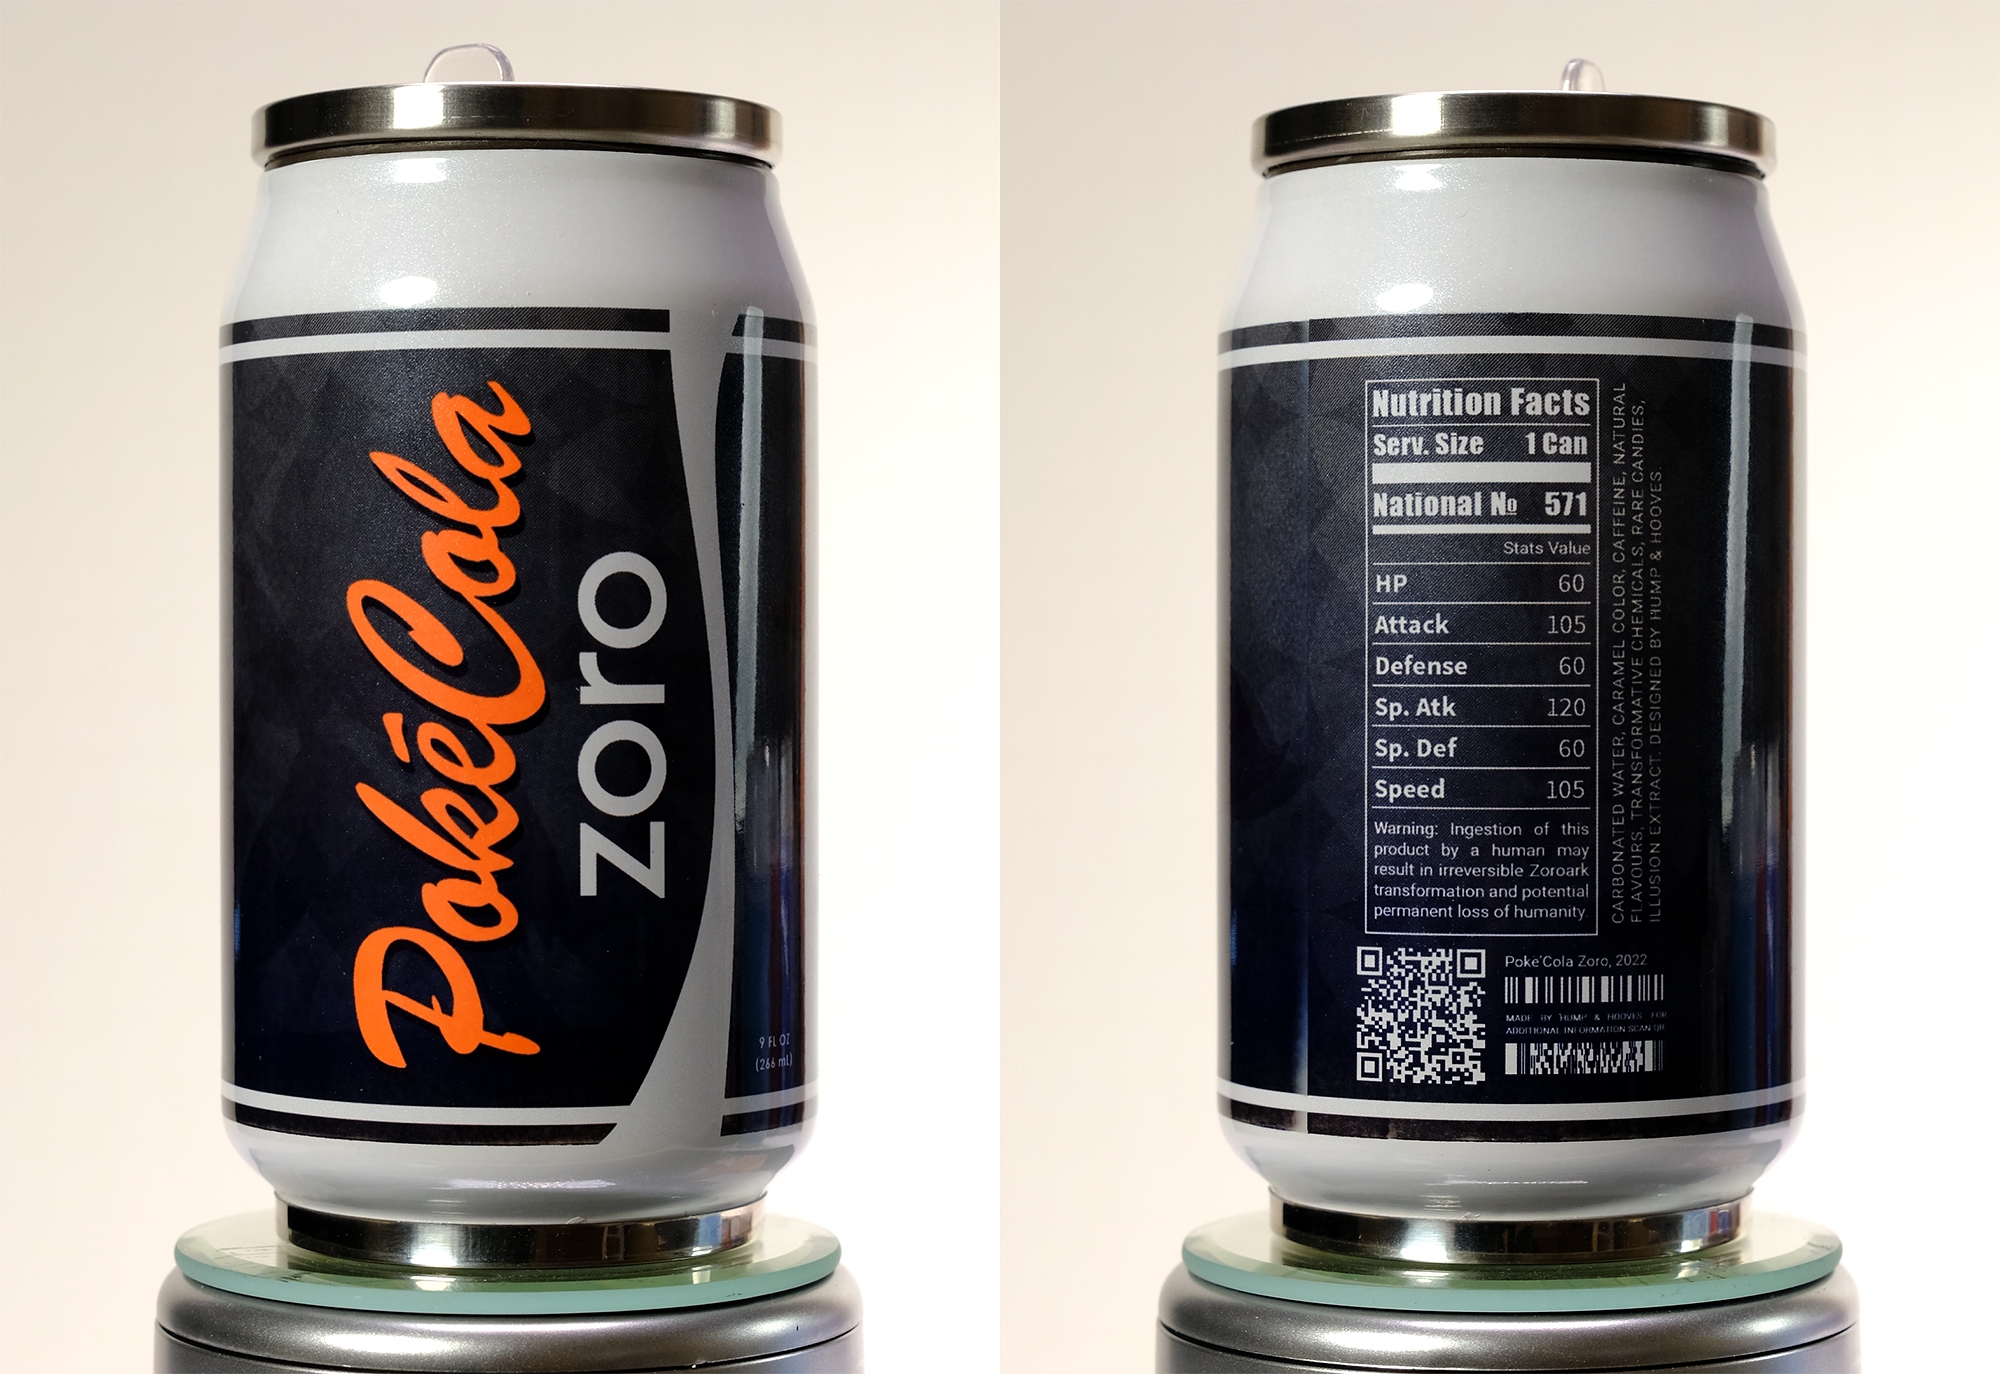 PokéCola
zoro
9 FL OZ
(266 mL)
Nutrition Facts
Serv. Size 1 Can
National № 571
Stats Value
HP 60
Attack 105
Defense 60
Sp. Atk 120
Sp. Def 60
Speed 105
Warning: Ingestion of this
product by a human may
result in irreversible Zoroark
transformation and potential
permanent loss of humanity.
CARBONATED WATER, CARAMEL COLOR, CAFFEINE, NATURAL
FLAVOURS, TRANSFORMATIVE CHEMICALS, RARE CANDIES,
ILLUSION EXTRACT. DESIGNED BY HUMP & HOOVES.
Poke'Cola Zoro, 2022
MADE BY HUMP & HOOVES FOR
ADDITIONAL INFORMATION SCAN QR